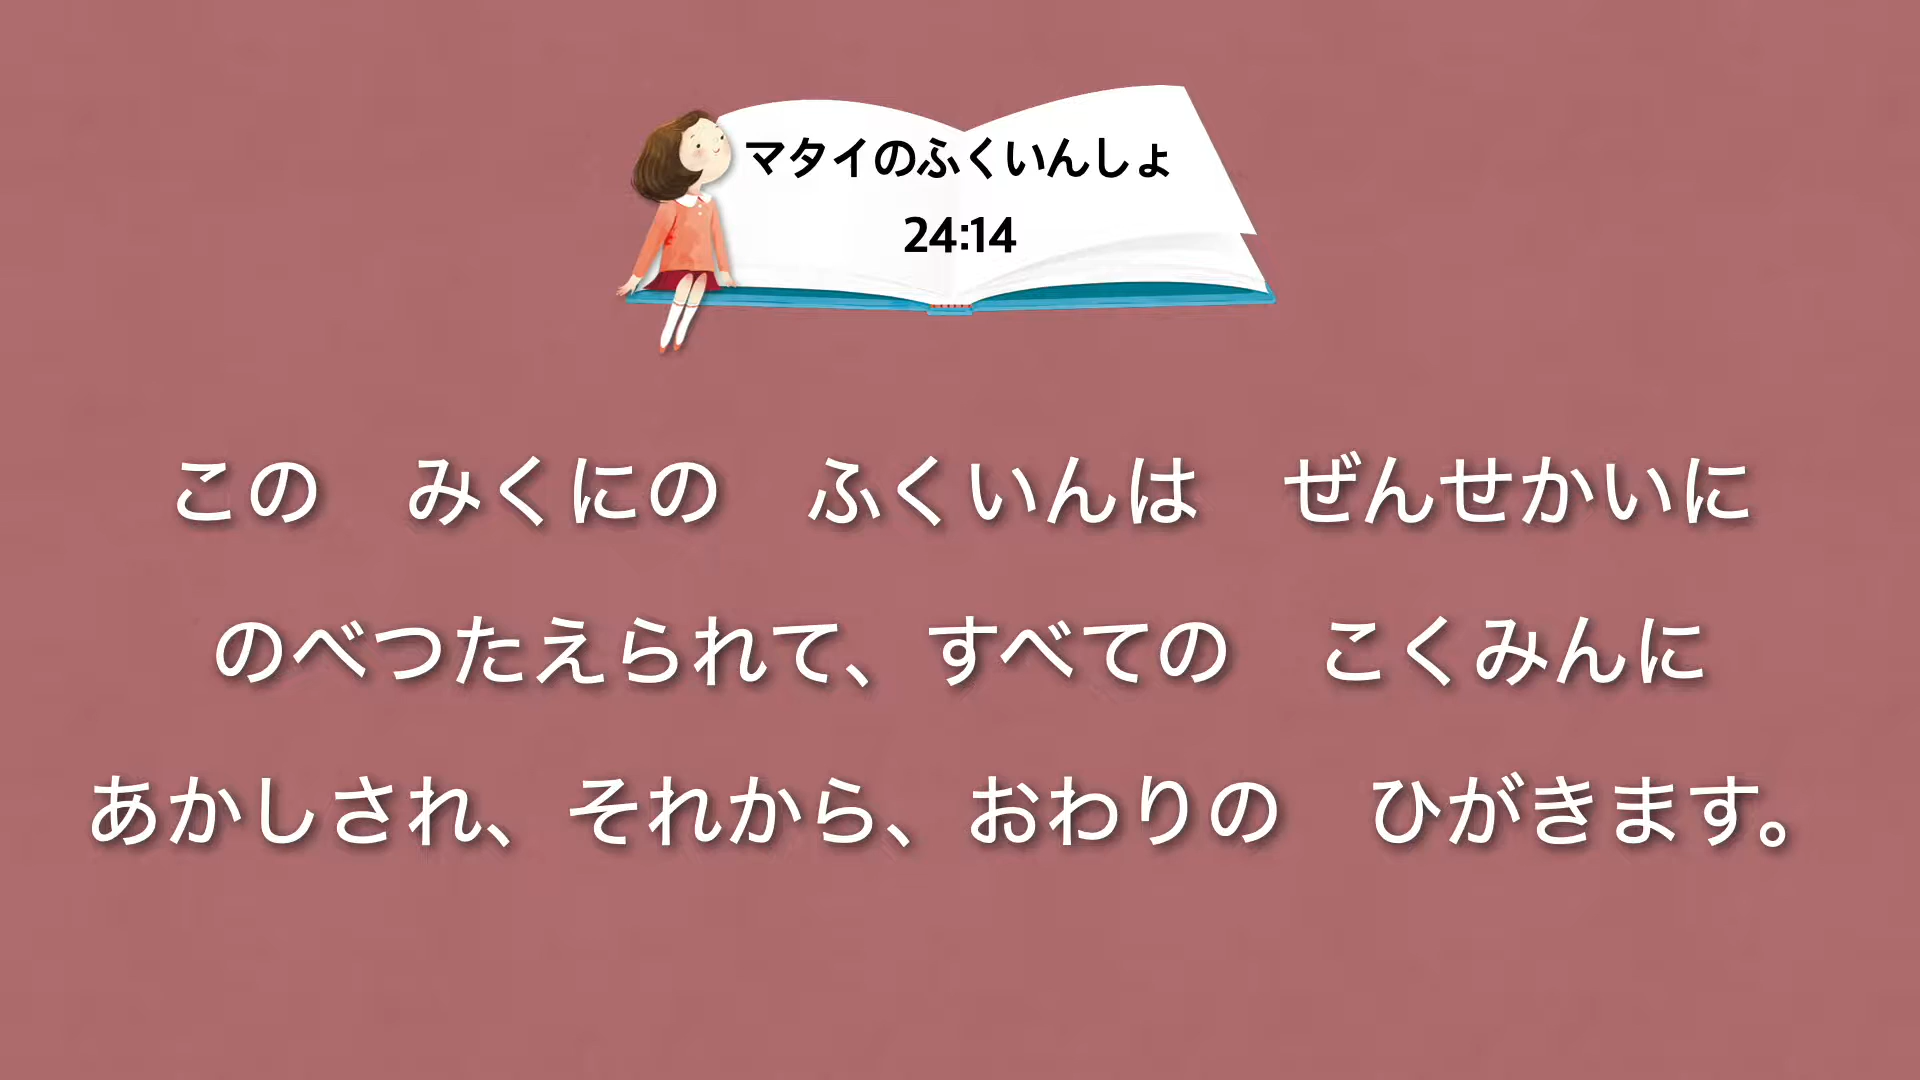 マタイのふくいんしょ
24:14
この　みくにの　ふくいんは　ぜんせかいに
のべつたえられて、すべての　こくみんに
あかしされ、それから、おわりの　ひがきます。